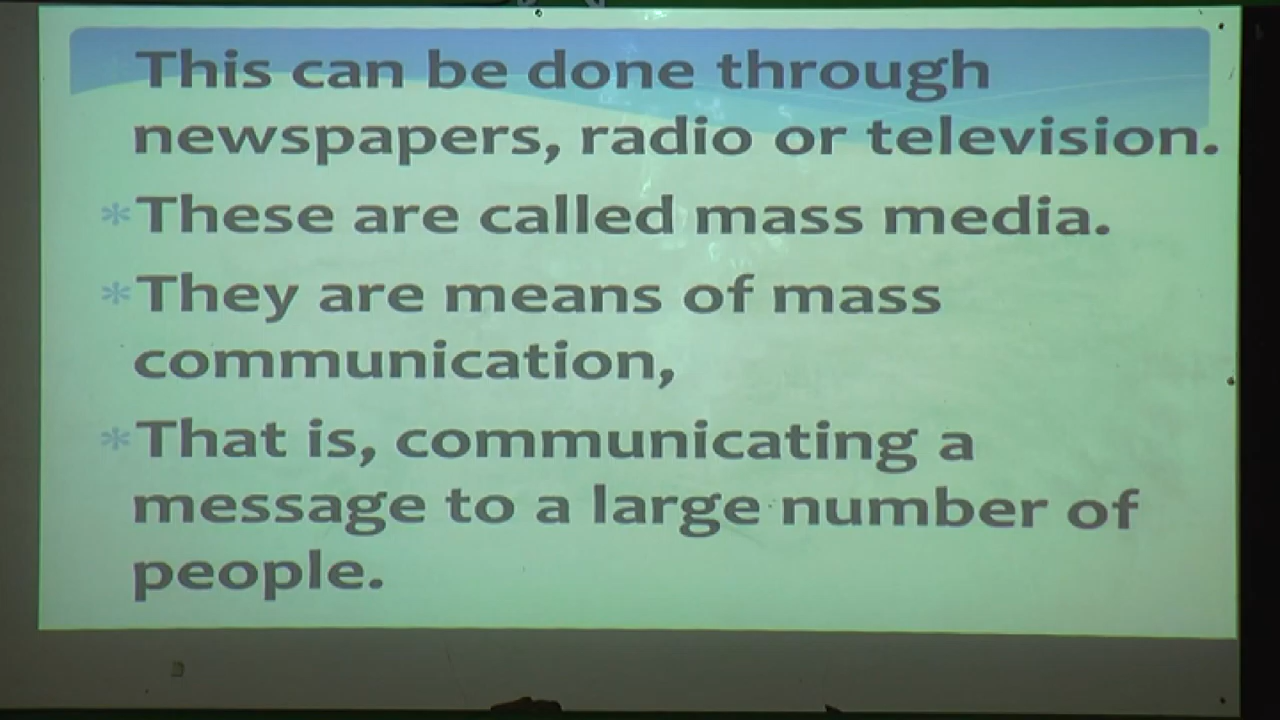 This can be done through
newspapers, radio or television.
*These are called mass media.
*They are means of mass
communication,
*That is, communicating a
message to a large number of
people.